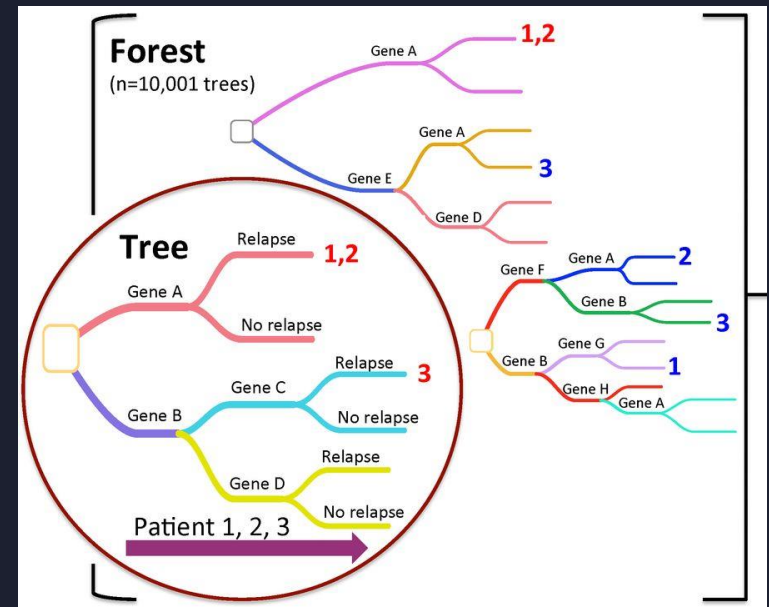 Forest
(n=10,001 trees)
Gene A
1,2
Gene A
3
Gene E
Gene D
Tree
Relapse
1,2
Gene A
No relapse
Relapse
3
Gene C
Gene B
No relapse
Relapse
Gene D
No relapse
Patient 1, 2, 3
Gene A
2
Gene F
Gene B
3
Gene G
1
Gene B
Gene H
Gene A